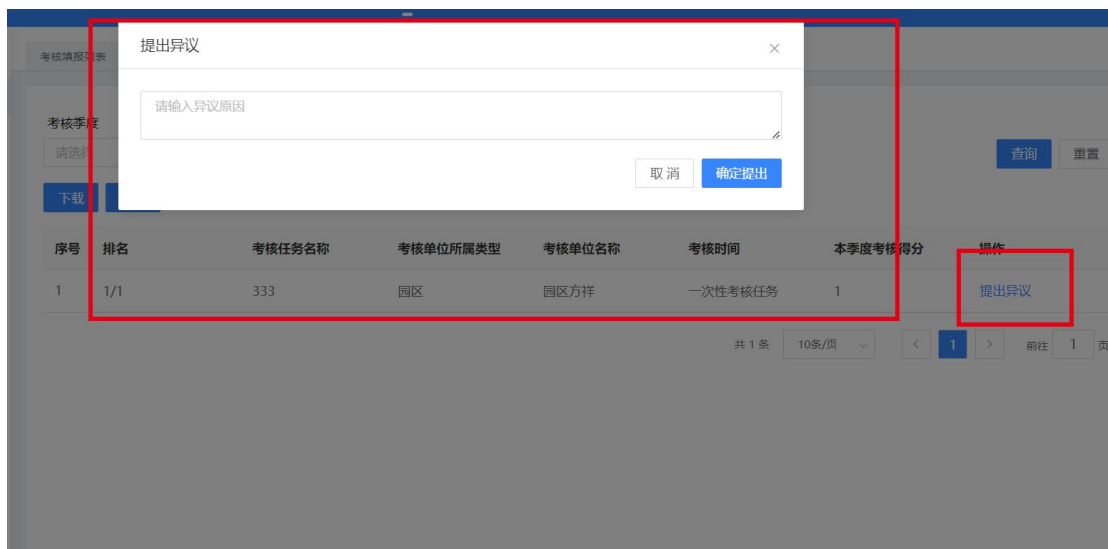 提出异议
考核填报列表
请输入异议原因
考核季度
请选择
查询 重置
取消 确定提出
下载
序号 排名 考核任务名称 考核单位所属类型 考核单位名称 考核时间 本季度考核得分 操作
1 1/1 333 园区 园区方祥 一次性考核任务 1 提出异议
共 1 条 10条/页 1 前往 1 页